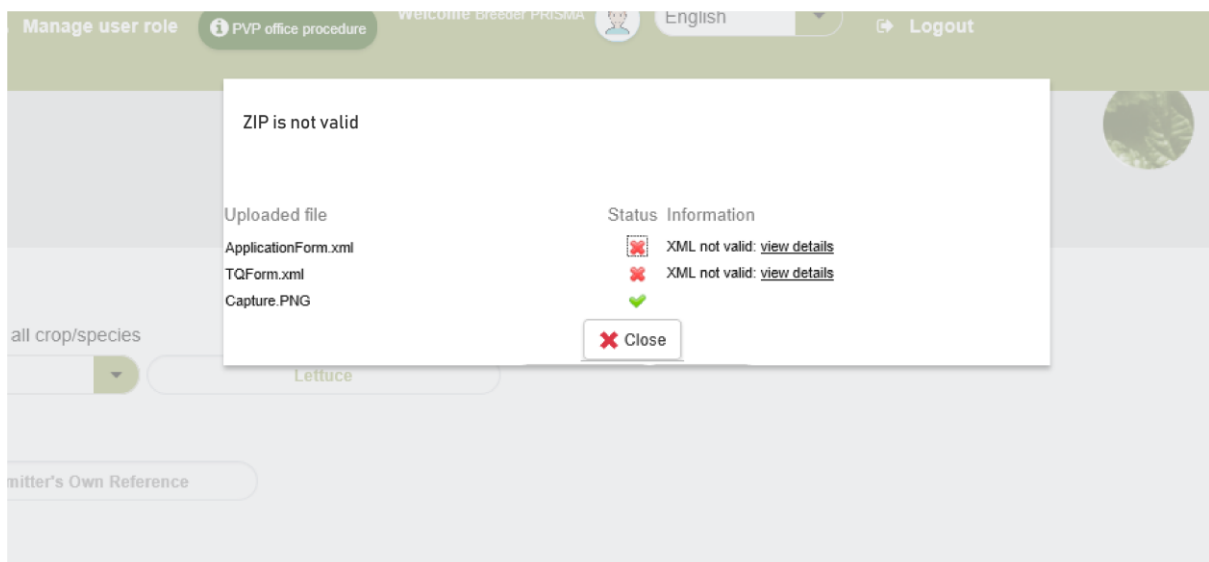 Manage user role
PVP office procedure
Welcome Breeder PRISMA
English
Logout
ZIP is not valid
Uploaded file Status Information
ApplicationForm.xml XML not valid: view details
TQForm.xml XML not valid: view details
Capture.PNG
Close
all crop/species
Lettuce
mitter's Own Reference